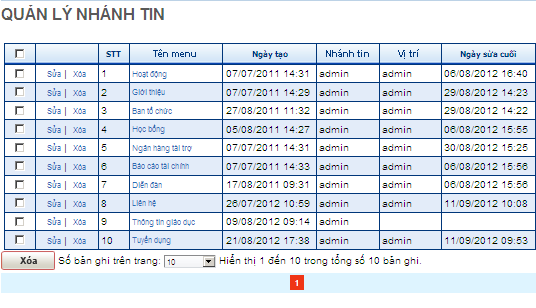 QUẢN LÝ NHÁNH TIN
STT Tên menu Ngày tạo Nhánh tin Vị trí Ngày sửa cuối
Sửa | Xóa 1 Hoạt động 07/07/2011 14:31 admin admin 06/08/2012 16:40
Sửa | Xóa 2 Giới thiệu 07/07/2011 14:29 admin admin 29/08/2012 14:23
Sửa | Xóa 3 Ban tổ chức 27/08/2011 11:32 admin admin 29/08/2012 14:22
Sửa | Xóa 4 Học bổng 05/08/2011 14:27 admin admin 06/08/2012 15:55
Sửa | Xóa 5 Ngân hàng tài trợ 07/07/2011 14:31 admin admin 30/08/2012 15:25
Sửa | Xóa 6 Báo cáo tài chính 07/07/2011 14:33 admin admin 06/08/2012 15:56
Sửa | Xóa 7 Diễn đàn 17/08/2011 09:31 admin admin 06/08/2012 15:56
Sửa | Xóa 8 Liên hệ 26/07/2012 10:59 admin admin 11/09/2012 10:08
Sửa | Xóa 9 Thông tin giáo dục 09/08/2012 09:14 admin
Sửa | Xóa 10 Tuyển dụng 21/08/2012 17:38 admin admin 11/09/2012 09:53
Xóa Số bản ghi trên trang: 10 Hiển thị 1 đến 10 trong tổng số 10 bản ghi.
1